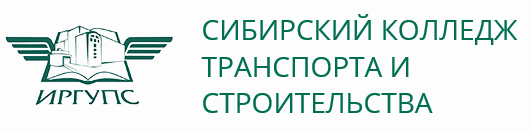 ИРГУПС
СИБИРСКИЙ КОЛЛЕДЖ
ТРАНСПОРТА И
СТРОИТЕЛЬСТВА